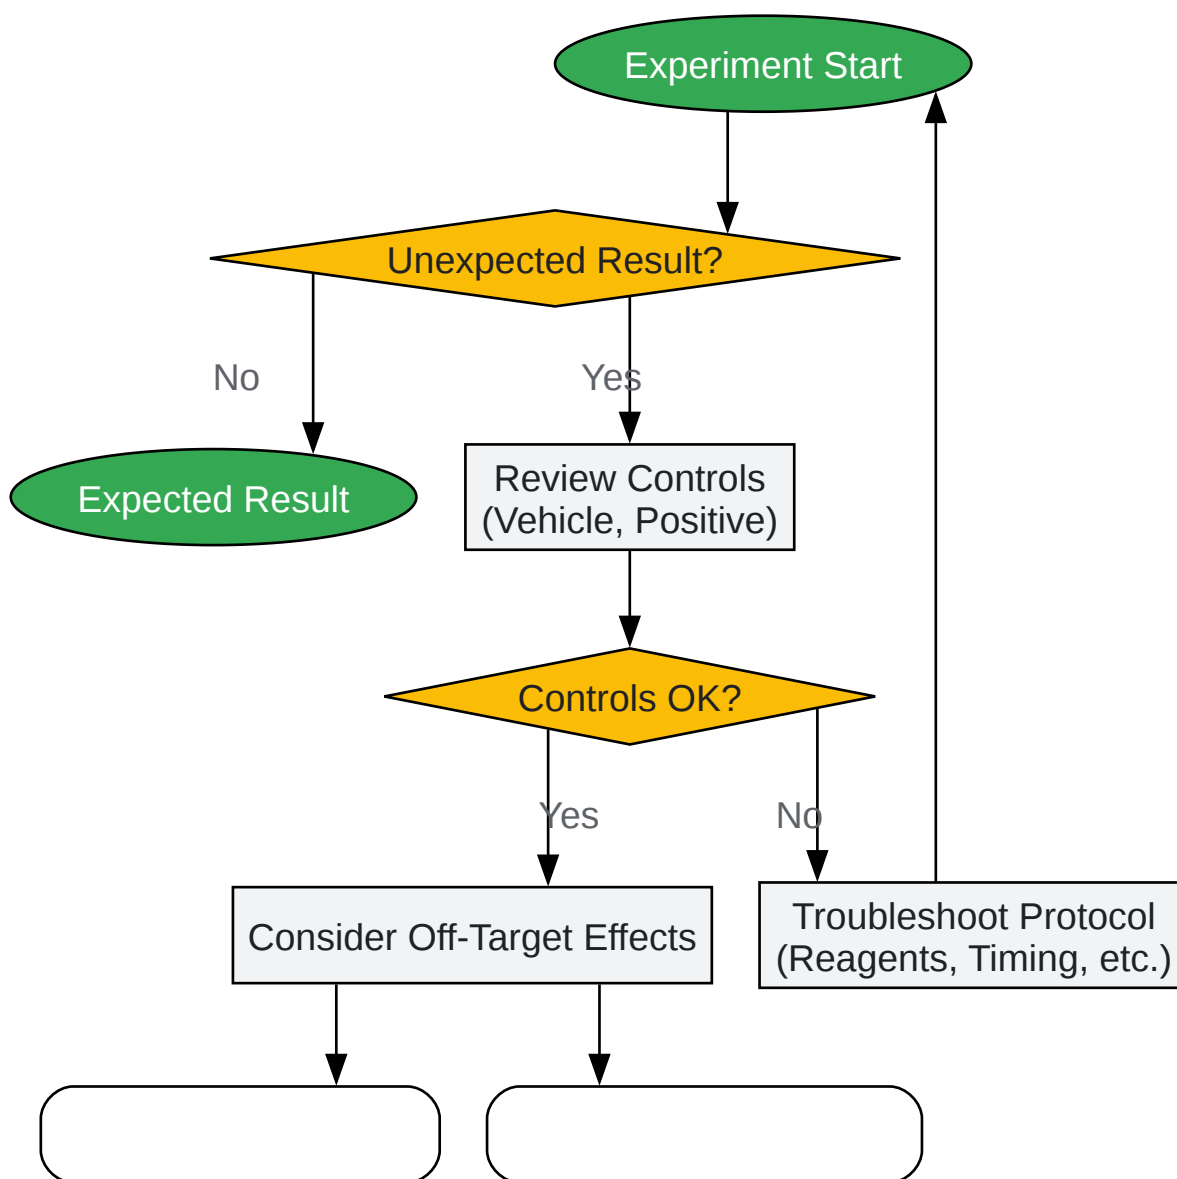 Experiment Start
Unexpected Result?
No
Yes
Expected Result
Review Controls
(Vehicle, Positive)
Controls OK?
Yes
No
Consider Off-Target Effects
Troubleshoot Protocol
(Reagents, Timing, etc.)